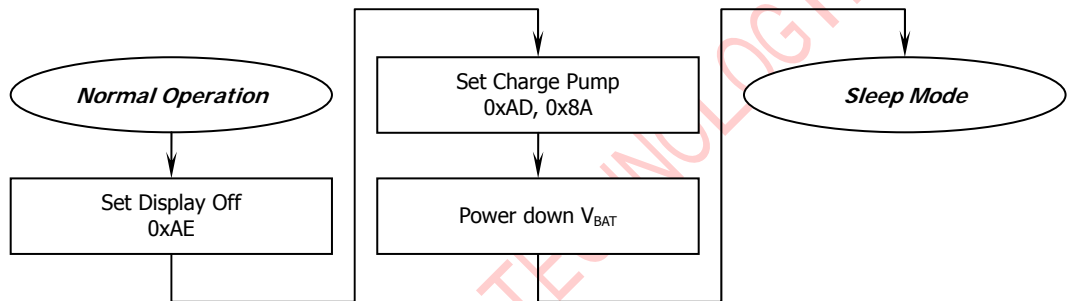 Normal Operation
Set Display Off
0xAE
Set Charge Pump
0xAD, 0x8A
Power down VBAT
Sleep Mode